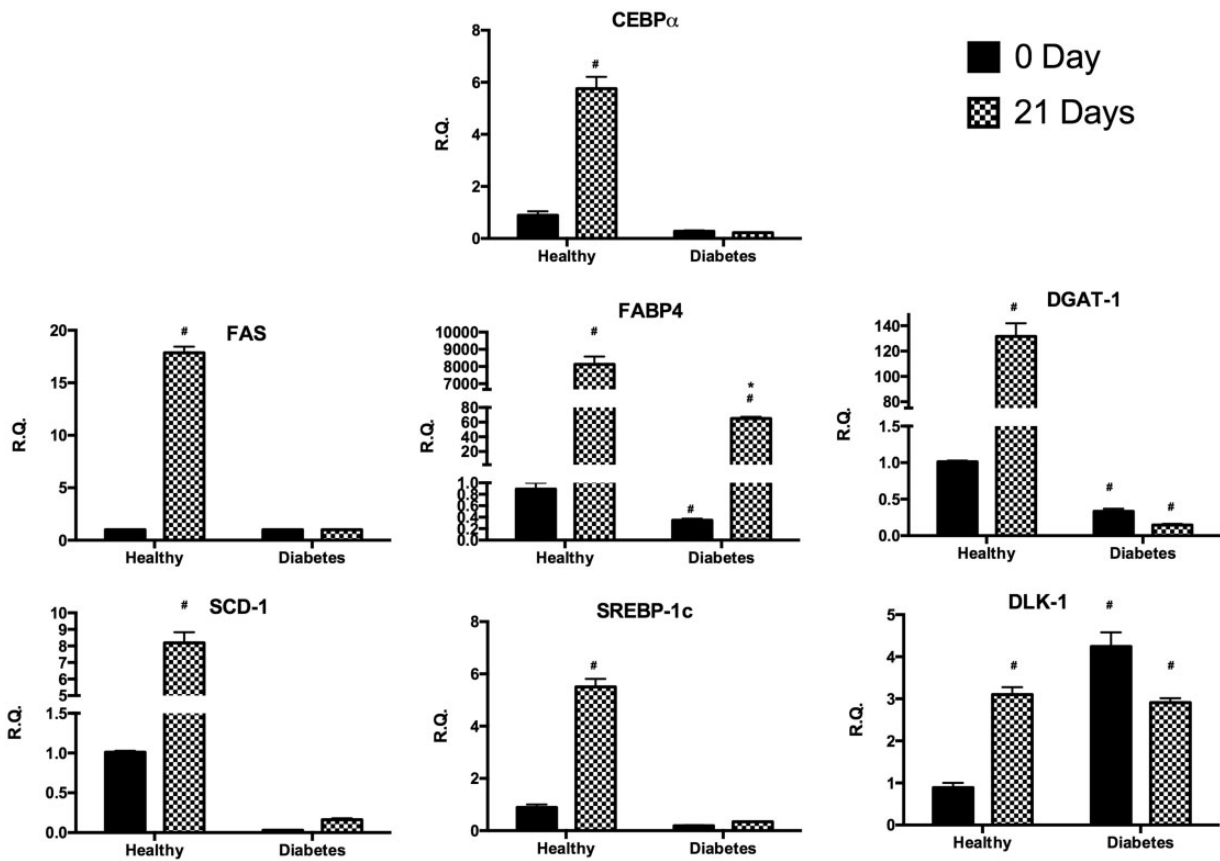 CEBPα
0 Day
21 Days
8
6
4
2
0
R.Q.
#
Healthy
Diabetes
FAS
20
15
10
5
0
R.Q.
#
Healthy
Diabetes
FABP4
10000
9000
8000
7000
80
60
40
20
1.0
0.8
0.6
0.4
0.2
0.0
R.Q.
#
#
*
#
Healthy
Diabetes
DGAT-1
140
120
100
80
1.5
1.0
0.5
0.0
R.Q.
#
#
#
Healthy
Diabetes
SCD-1
10
9
8
7
6
5
1.5
1.0
0.5
0.0
R.Q.
#
Healthy
Diabetes
SREBP-1c
8
6
4
2
0
R.Q.
#
Healthy
Diabetes
DLK-1
5
4
3
2
1
0
R.Q.
#
#
#
Healthy
Diabetes